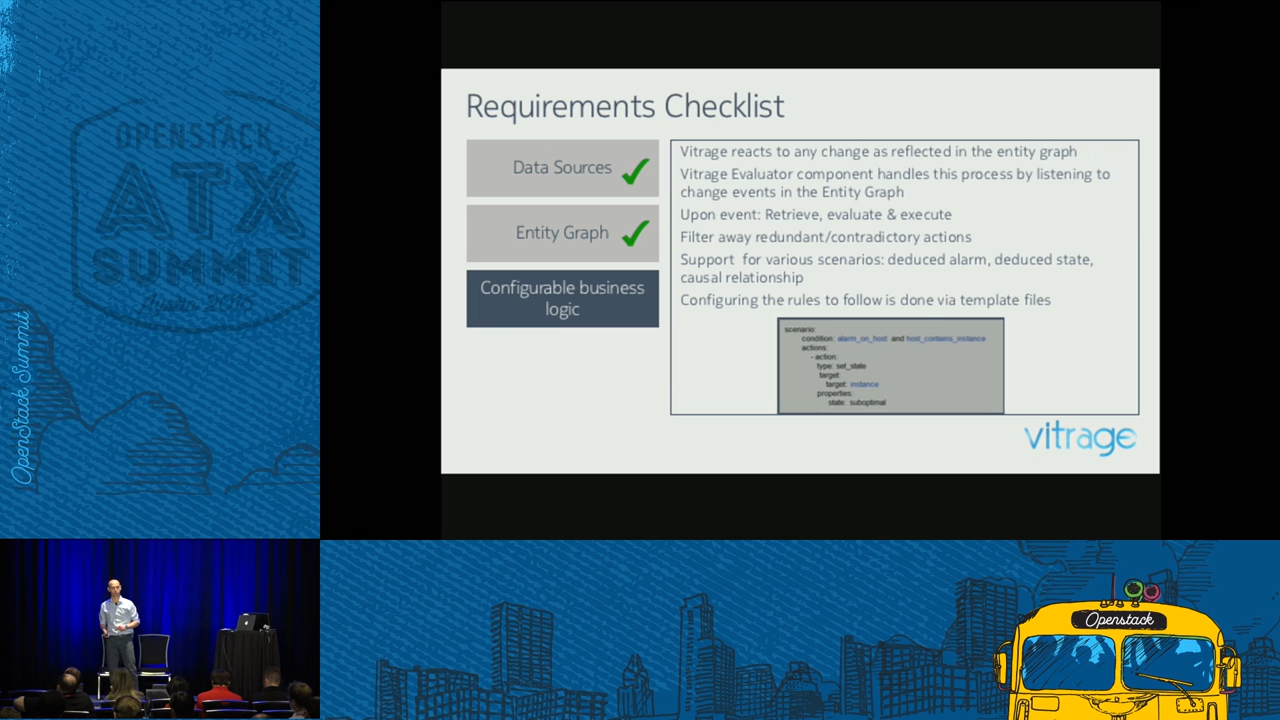 OPENSTACK
ATX
SUMMIT
Austin 2016
OpenStack Summit
Requirements Checklist
Data Sources
Entity Graph
Configurable business
logic
Vitrage reacts to any change as reflected in the entity graph
Vitrage Evaluator component handles this process by listening to
change events in the Entity Graph
Upon event: Retrieve, evaluate & execute
Filter away redundant/contradictory actions
Support for various scenarios: deduced alarm, deduced state,
causal relationship
Configuring the rules to follow is done via template files
scenario:
condition: alarm_on_host and host_contains_instance
actions:
- action:
type: set_state
target:
target: instance
properties:
state: suboptimal
vitrage
Openstack